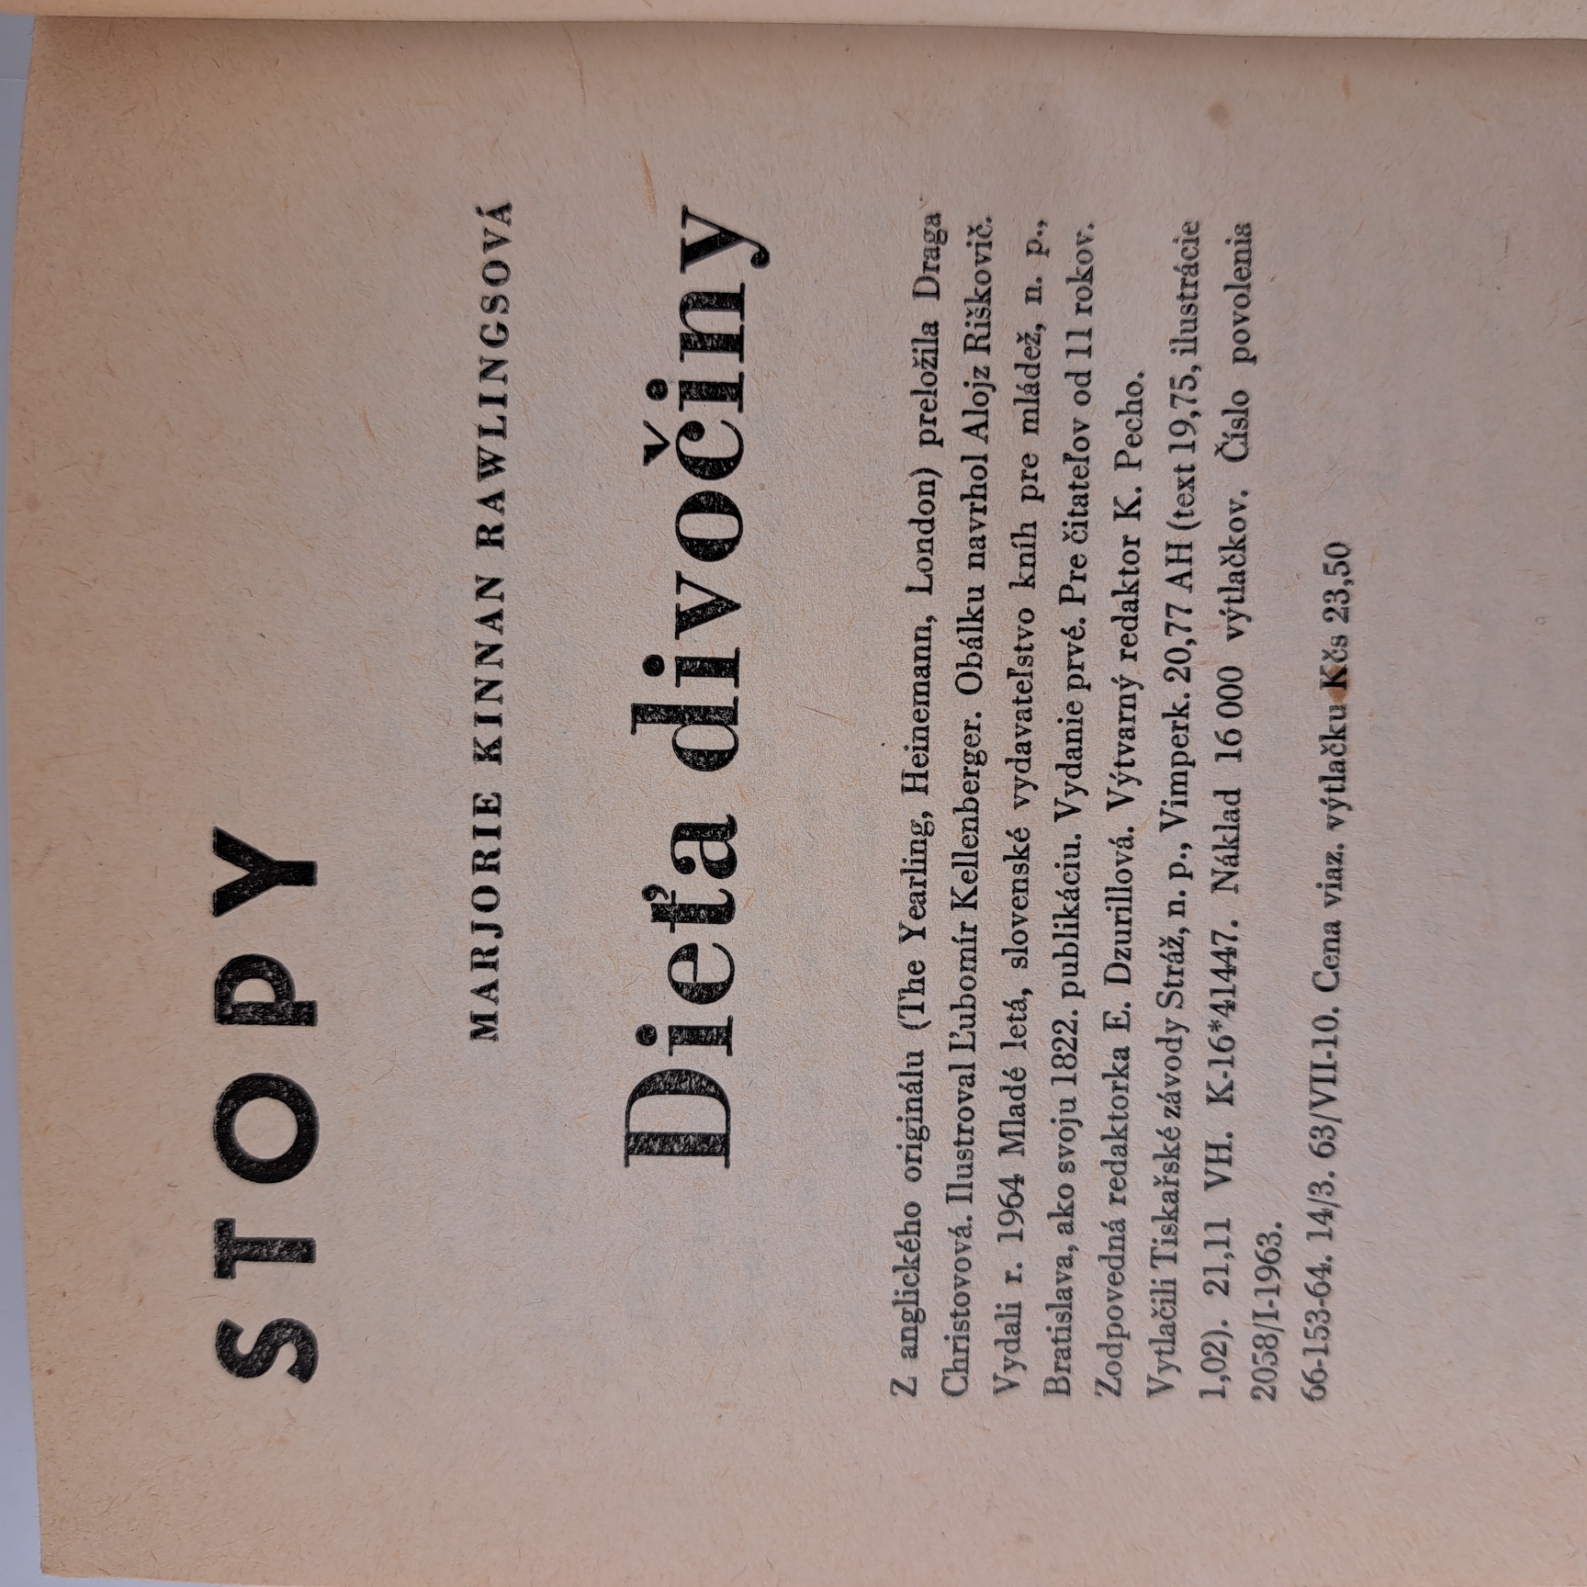 STOPY
MARJORIE KINNAN RAWLINGSOVÁ
Dieťa divočiny
Z anglického originálu (The Yearling, Heinemann, London) preložila Draga
Christovová. Ilustroval Ľubomír Kellenberger. Obálku navrhol Alojz Riškovič.
Vydali r. 1964 Mladé letá, slovenské vydavateľstvo kníh pre mládež, n. p.,
Bratislava, ako svoju 1822. publikáciu. Vydanie prvé. Pre čitateľov od 11 rokov.
Zodpovedná redaktorka E. Dzurillová. Výtvarný redaktor K. Pecho.
Vytlačili Tiskařské závody Stráž, n. p., Vimperk. 20,77 AH (text 19,75, ilustrácie
1,02). 21,11 VH. K-16*41447. Náklad 16 000 výtlačkov. Číslo povolenia
2058/I-1963.
66-153-64. 14/3. 63/VII-10. Cena viaz. výtlačku Kčs 23,50